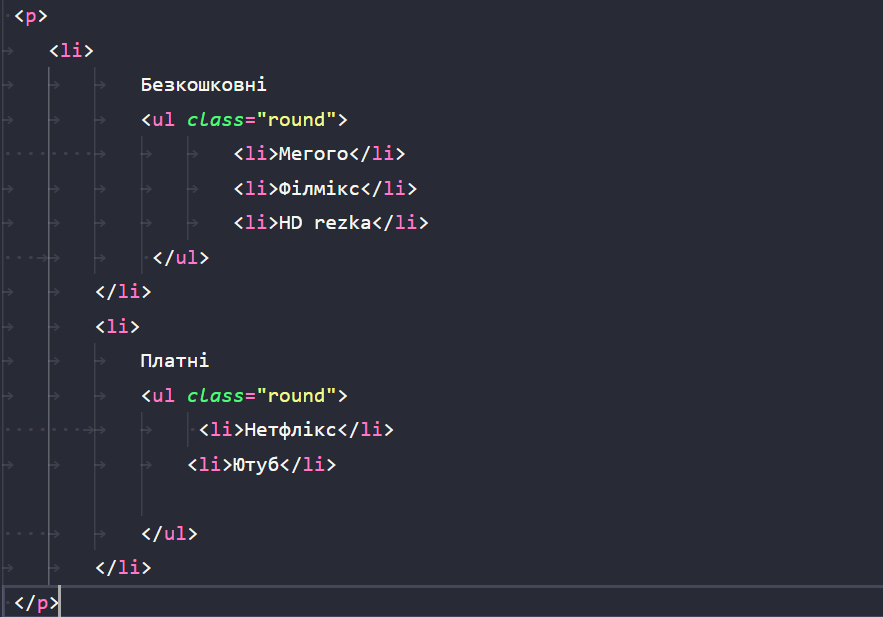 <p>
<li>
Безкошковні
<ul class="round">
<li>Мегого</li>
<li>Філмікс</li>
<li>HD rezka</li>
</ul>
</li>
<li>
Платні
<ul class="round">
<li>Нетфлікс</li>
<li>Ютуб</li>
</ul>
</li>
</p>